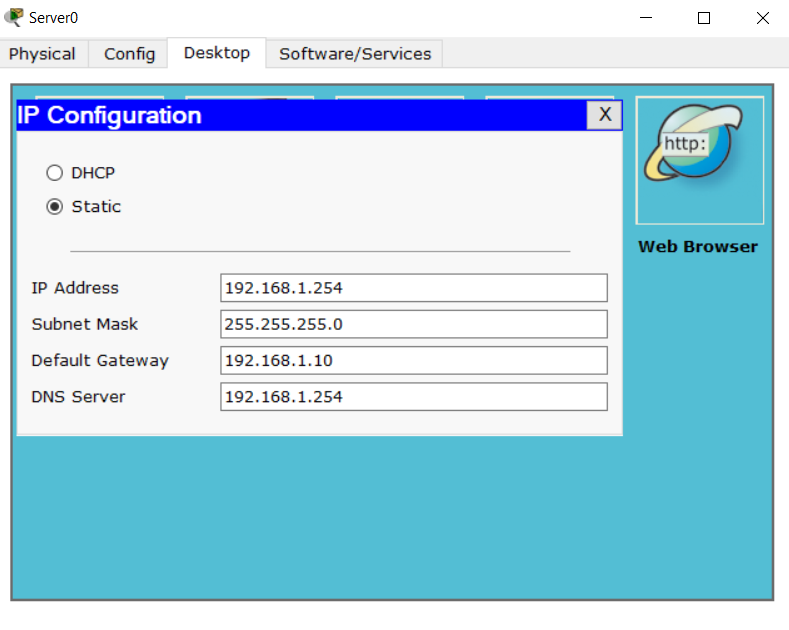 Server0
Physical Config Desktop Software/Services
IP Configuration X
http:
DHCP
Static
Web Browser
IP Address 192.168.1.254
Subnet Mask 255.255.255.0
Default Gateway 192.168.1.10
DNS Server 192.168.1.254